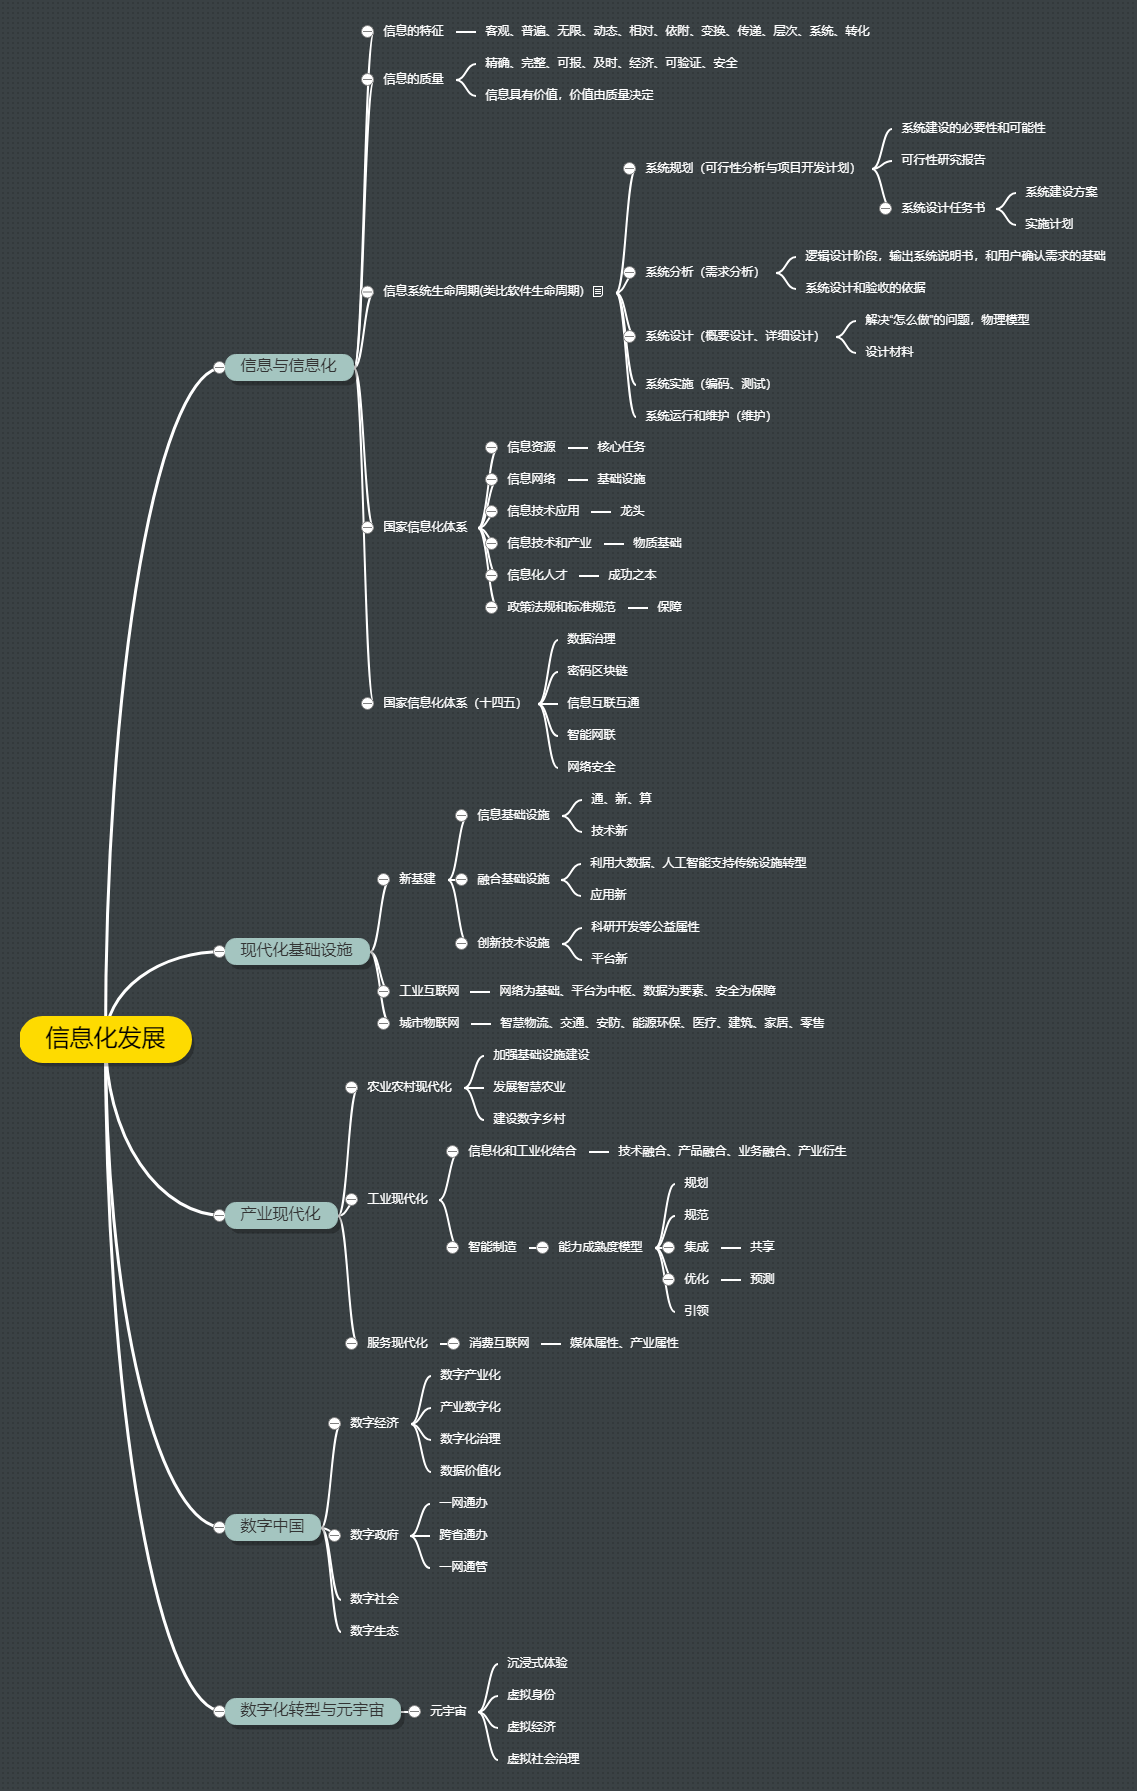 信息化发展
信息与信息化
信息的特征
客观、普遍、无限、动态、相对、依附、变换、传递、层次、系统、转化
信息的质量
精确、完整、可报、及时、经济、可验证、安全
信息具有价值，价值由质量决定
信息系统生命周期(类比软件生命周期)
系统规划（可行性分析与项目开发计划）
系统建设的必要性和可能性
可行性研究报告
系统设计任务书
系统建设方案
实施计划
系统分析（需求分析）
逻辑设计阶段，输出系统说明书，和用户确认需求的基础
系统设计和验收的依据
系统设计（概要设计、详细设计）
解决“怎么做”的问题，物理模型
设计材料
系统实施（编码、测试）
系统运行和维护（维护）
国家信息化体系
信息资源
核心任务
信息网络
基础设施
信息技术应用
龙头
信息技术和产业
物质基础
信息化人才
成功之本
政策法规和标准规范
保障
国家信息化体系（十四五）
数据治理
密码区块链
信息互联互通
智能网联
网络安全
现代化基础设施
新基建
信息基础设施
通、新、算
技术新
融合基础设施
利用大数据、人工智能支持传统设施转型
应用新
创新技术设施
科研开发等公益属性
平台新
工业互联网
网络为基础、平台为中枢、数据为要素、安全为保障
城市物联网
智慧物流、交通、安防、能源环保、医疗、建筑、家居、零售
产业现代化
农业农村现代化
加强基础设施建设
发展智慧农业
建设数字乡村
工业现代化
信息化和工业化结合
技术融合、产品融合、业务融合、产业衍生
智能制造
能力成熟度模型
规划
规范
集成
共享
优化
预测
引领
服务现代化
消费互联网
媒体属性、产业属性
数字中国
数字经济
数字产业化
产业数字化
数字化治理
数据价值化
数字政府
一网通办
跨省通办
一网通管
数字社会
数字生态
数字化转型与元宇宙
元宇宙
沉浸式体验
虚拟身份
虚拟经济
虚拟社会治理